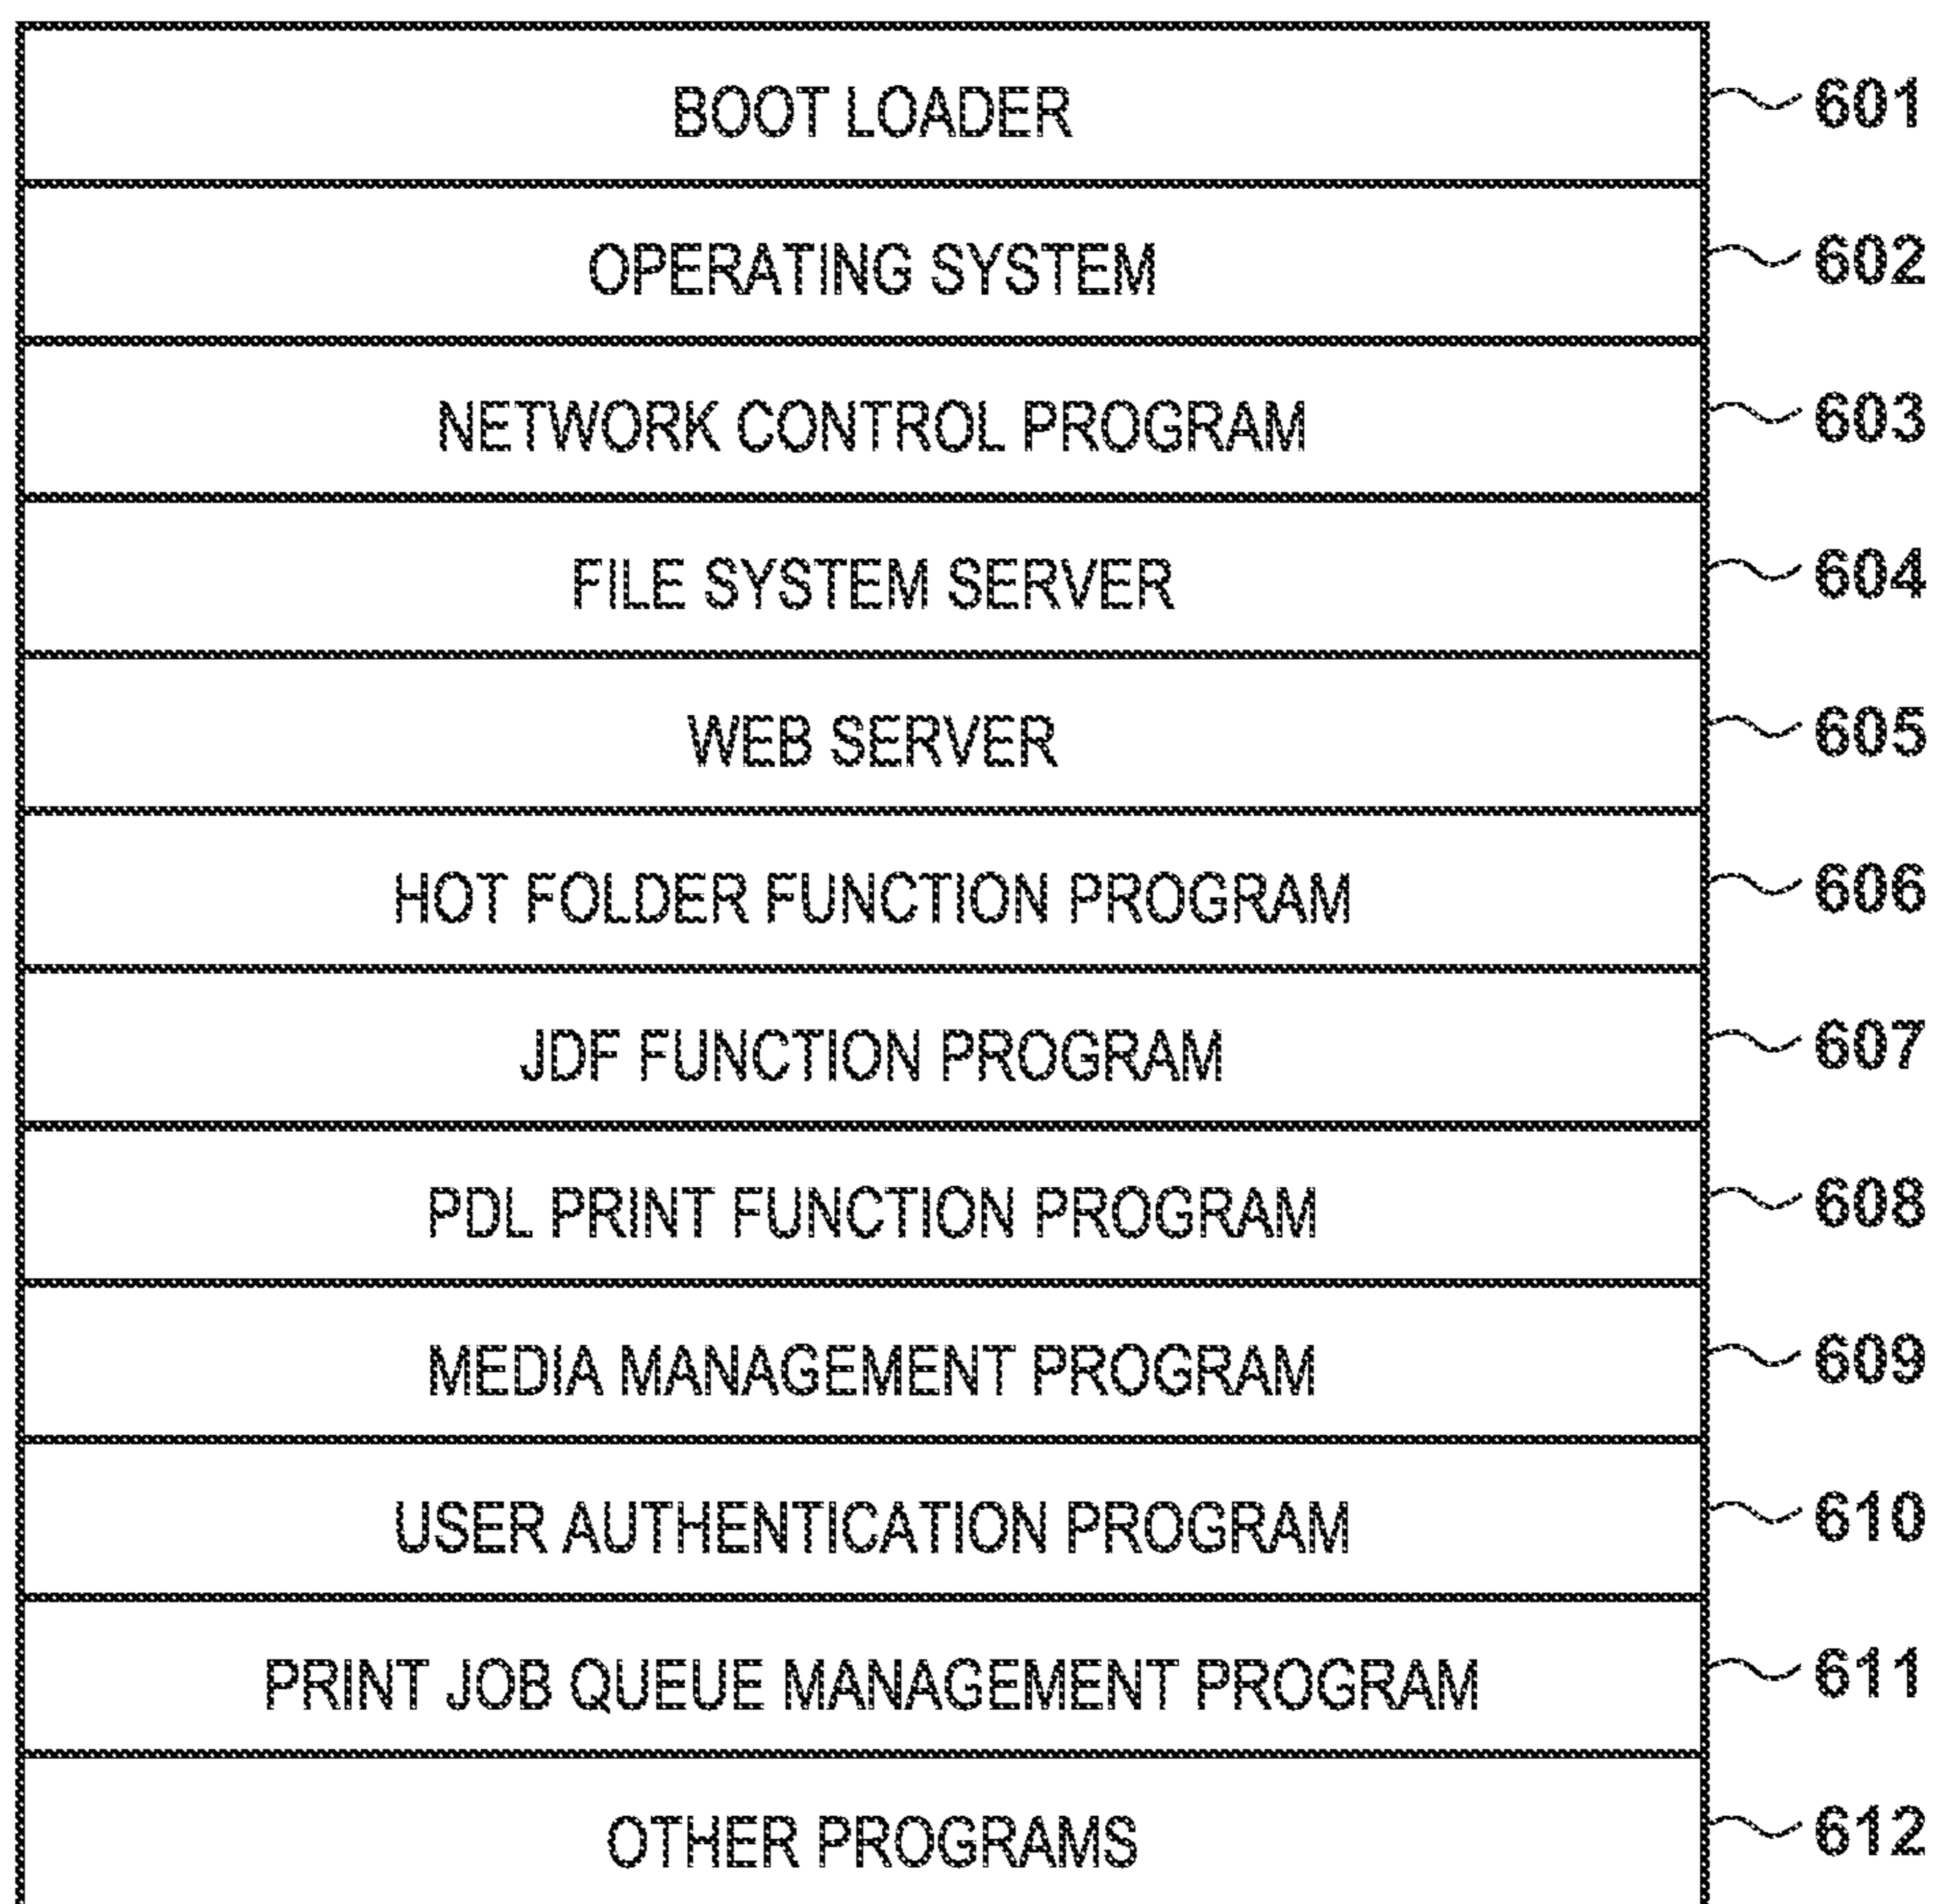 BOOT LOADER 601
OPERATING SYSTEM 602
NETWORK CONTROL PROGRAM 603
FILE SYSTEM SERVER 604
WEB SERVER 605
HOT FOLDER FUNCTION PROGRAM 606
JDF FUNCTION PROGRAM 607
PDL PRINT FUNCTION PROGRAM 608
MEDIA MANAGEMENT PROGRAM 609
USER AUTHENTICATION PROGRAM 610
PRINT JOB QUEUE MANAGEMENT PROGRAM 611
OTHER PROGRAMS 612